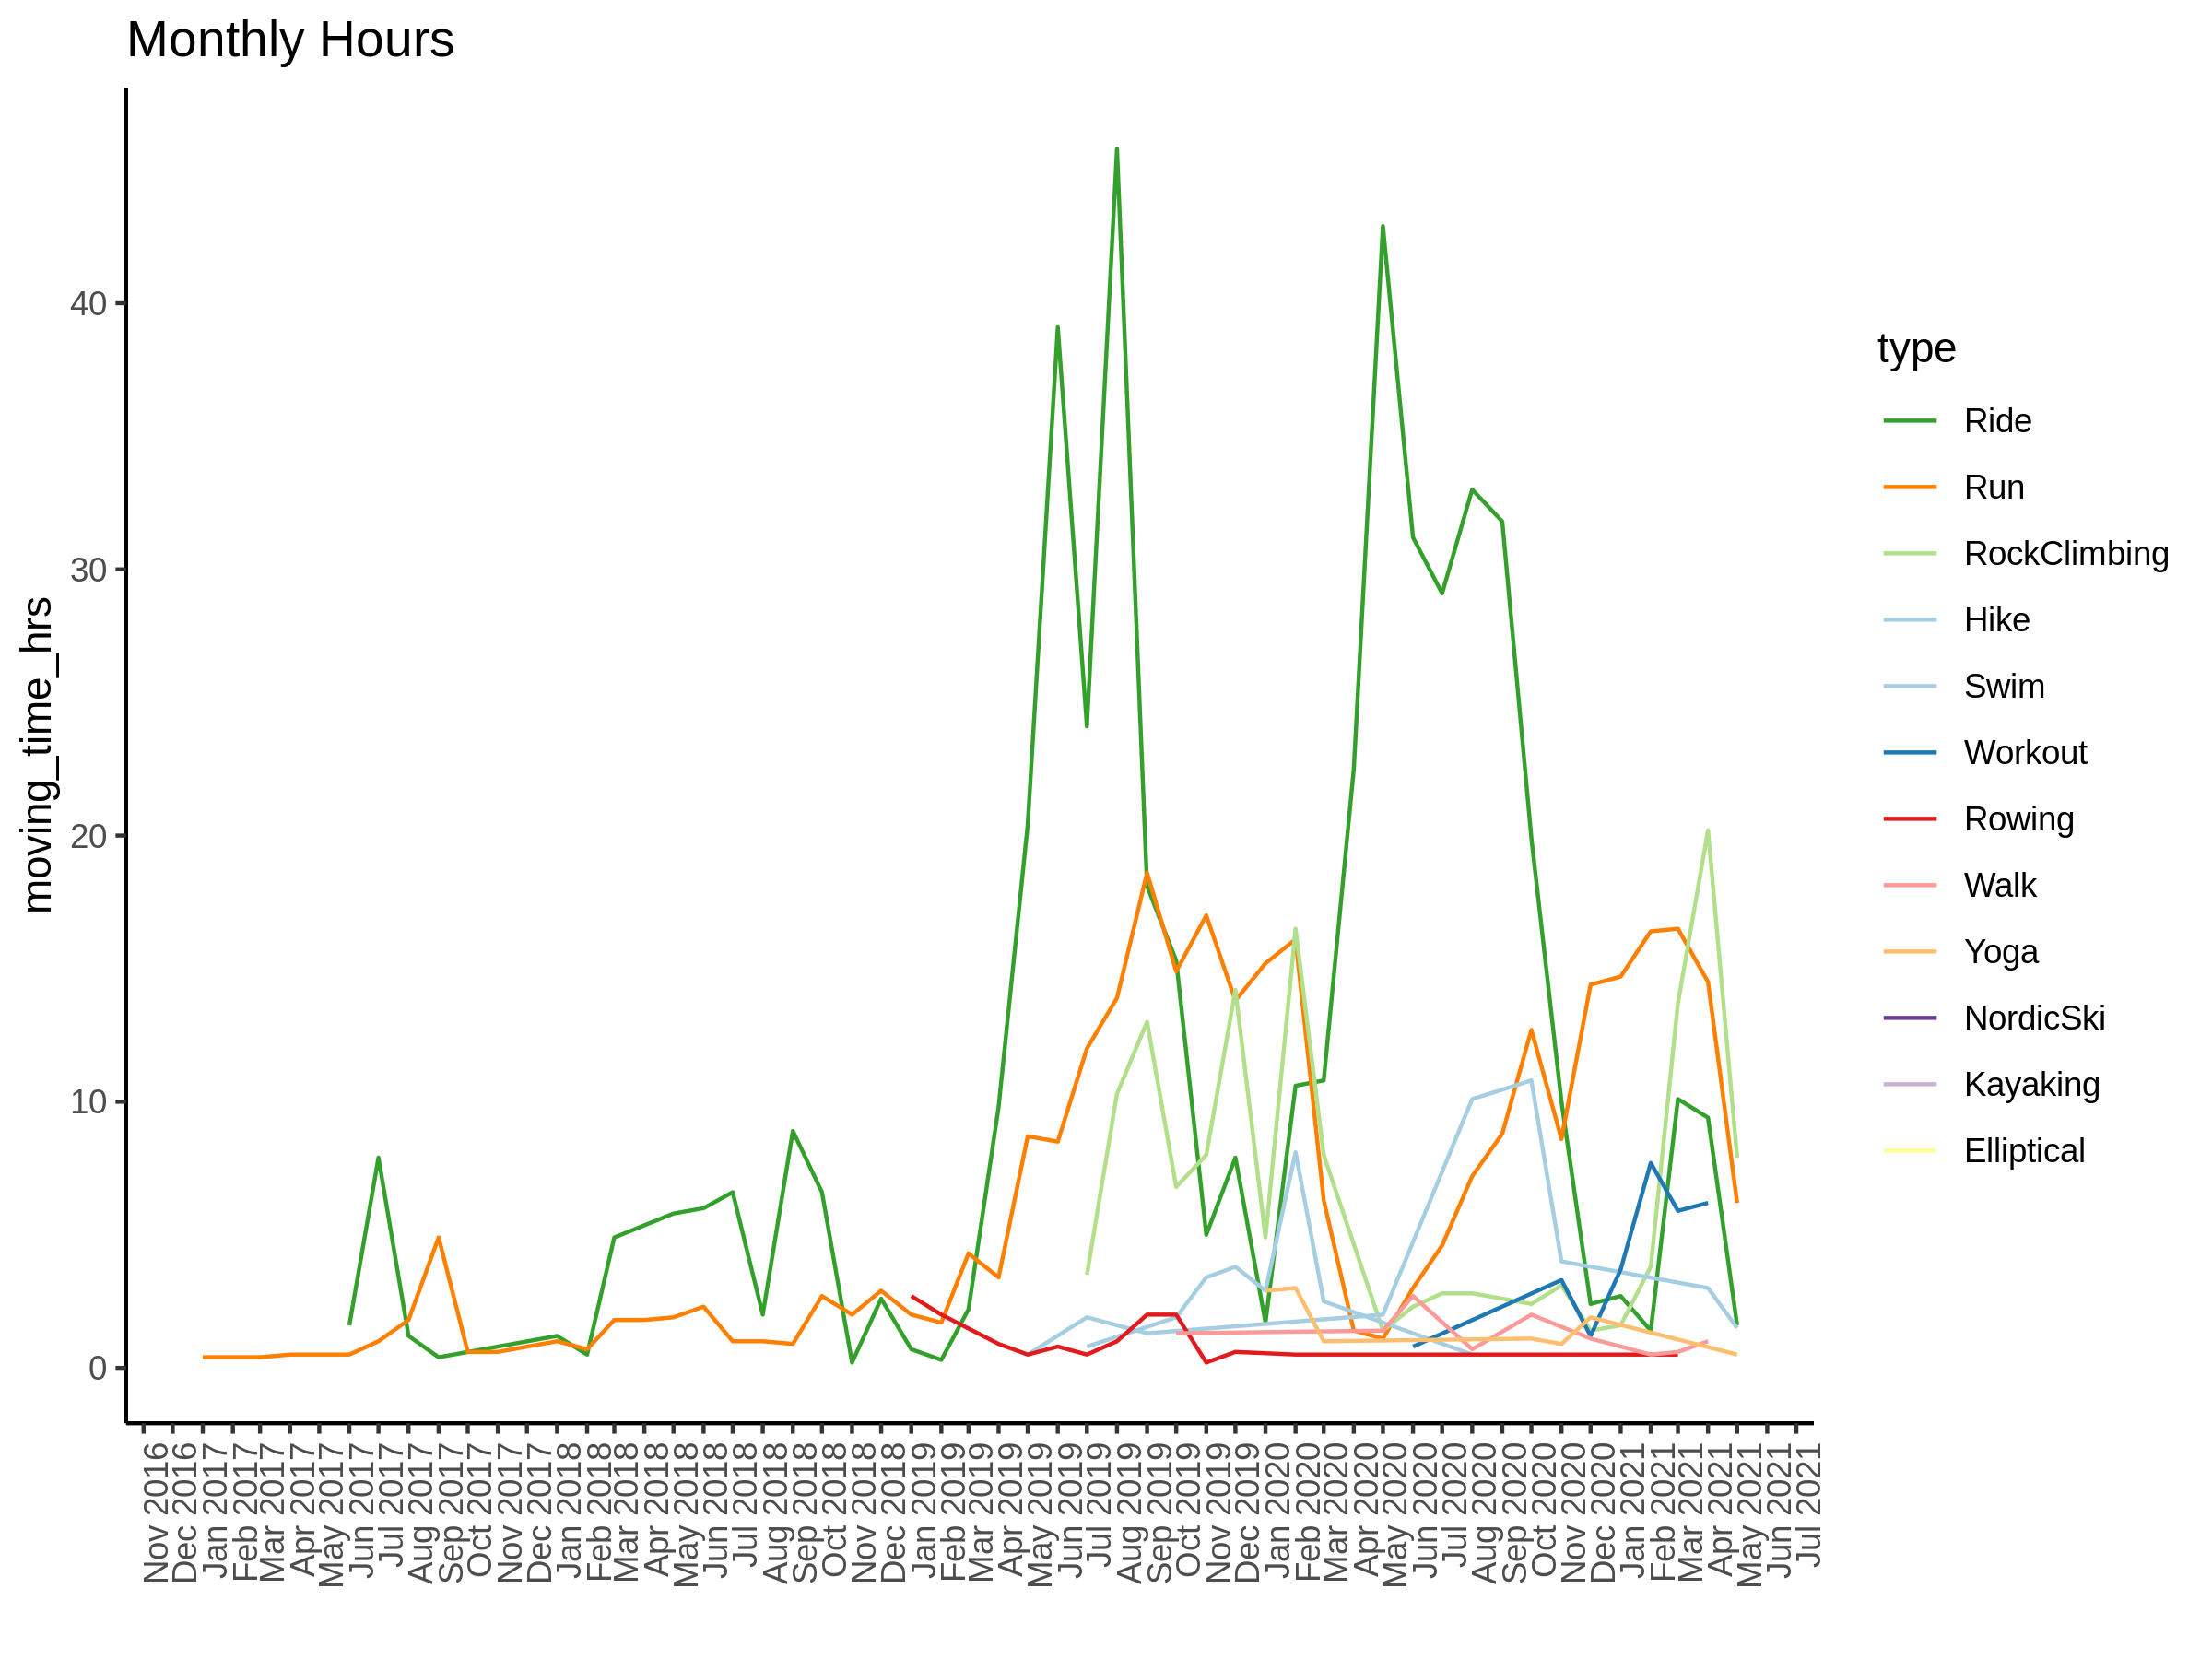 Monthly Hours
moving_time_hrs
40
30
20
10
0
Nov 2016
Dec 2016
Jan 2017
Feb 2017
Mar 2017
Apr 2017
May 2017
Jun 2017
Jul 2017
Aug 2017
Sep 2017
Oct 2017
Nov 2017
Dec 2017
Jan 2018
Feb 2018
Mar 2018
Apr 2018
May 2018
Jun 2018
Jul 2018
Aug 2018
Sep 2018
Oct 2018
Nov 2018
Dec 2018
Jan 2019
Feb 2019
Mar 2019
Apr 2019
May 2019
Jun 2019
Jul 2019
Aug 2019
Sep 2019
Oct 2019
Nov 2019
Dec 2019
Jan 2020
Feb 2020
Mar 2020
Apr 2020
May 2020
Jun 2020
Jul 2020
Aug 2020
Sep 2020
Oct 2020
Nov 2020
Dec 2020
Jan 2021
Feb 2021
Mar 2021
Apr 2021
May 2021
Jun 2021
Jul 2021
type
Ride
Run
RockClimbing
Hike
Swim
Workout
Rowing
Walk
Yoga
NordicSki
Kayaking
Elliptical